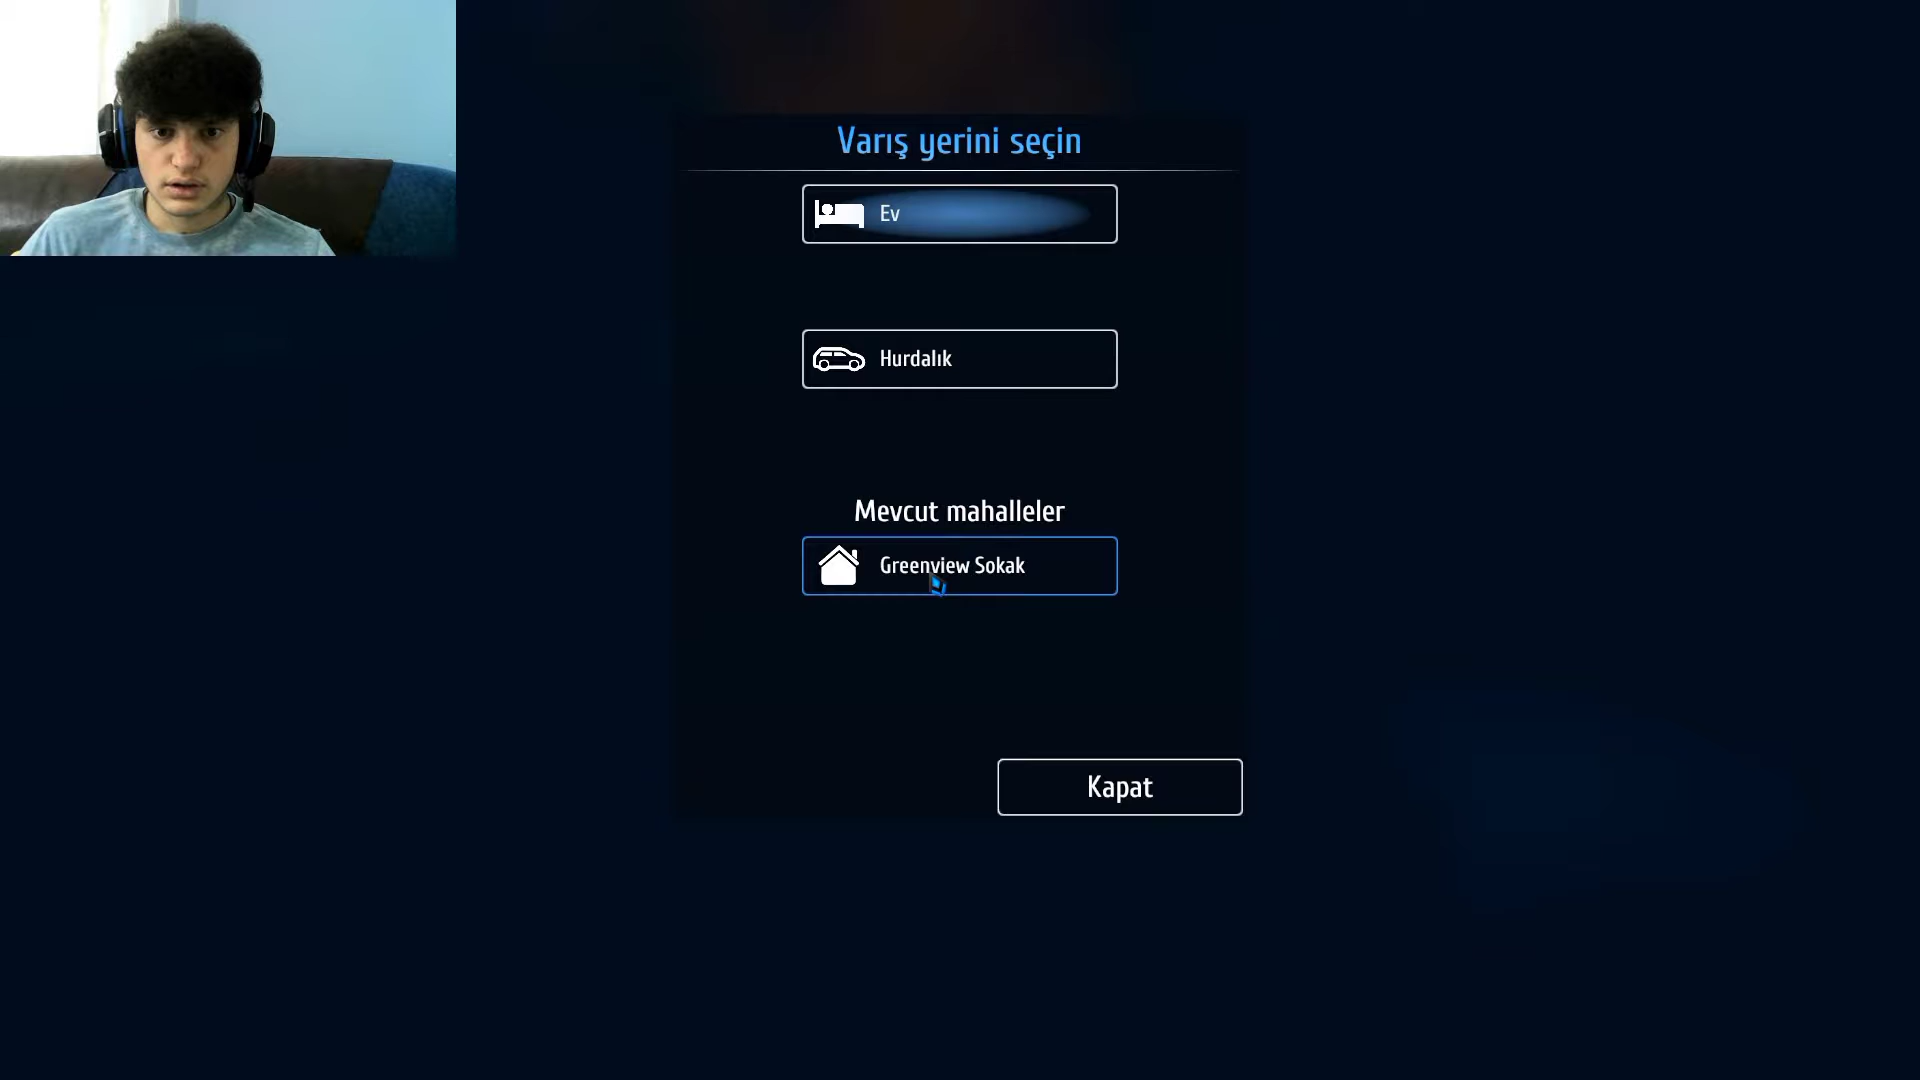 Varış yerini seçin
Ev
Hurdalık
Mevcut mahalleler
Greenview Sokak
Kapat